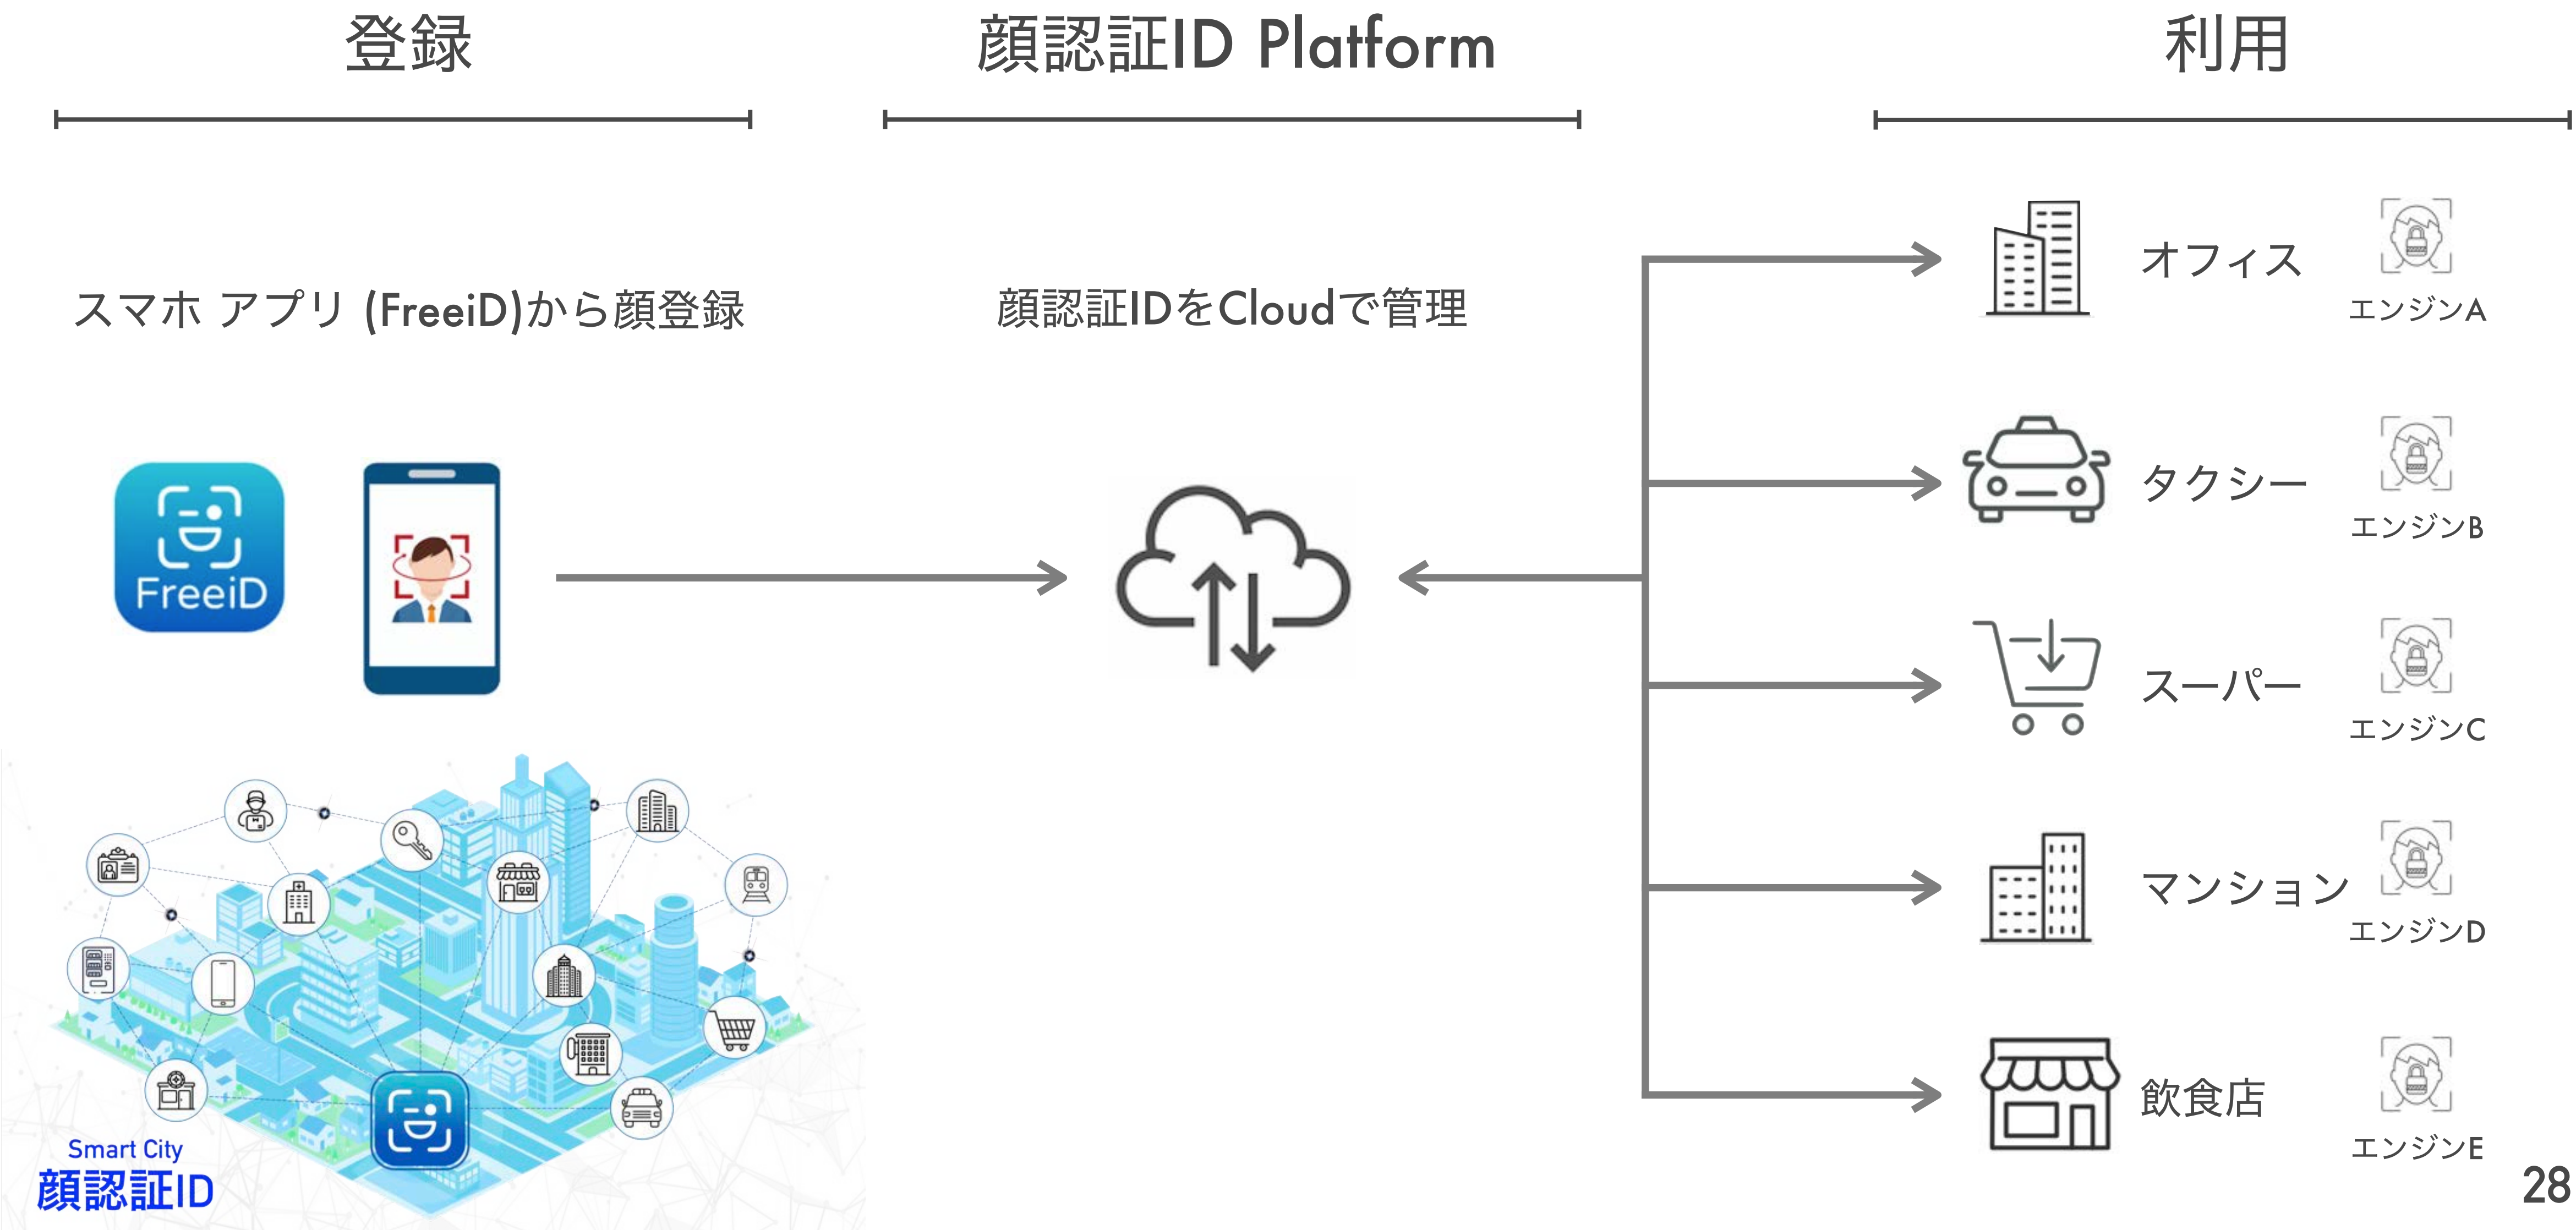 登録
顔認証ID Platform
利用
スマホ アプリ (FreeiD)から顔登録
顔認証IDをCloudで管理
オフィス
エンジンA
タクシー
エンジンB
FreeiD
スーパー
エンジンC
マンション
エンジンD
飲食店
エンジンE
Smart City
顔認証ID
28